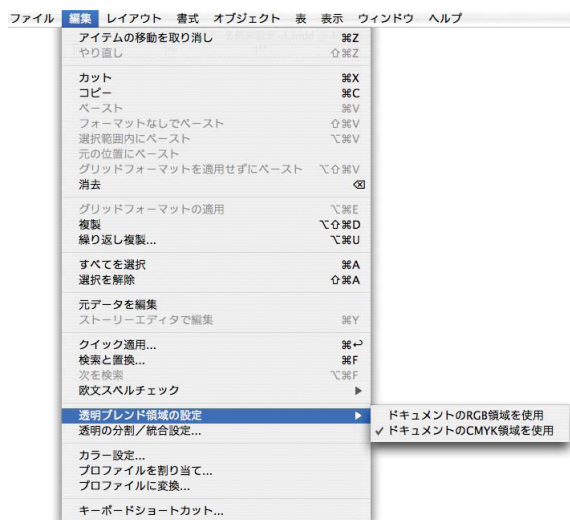 ファイル 編集 レイアウト 書式 オブジェクト 表 表示 ウィンドウ ヘルプ
アイテムの移動を取り消し ⌘Z
やり直し ⇧⌘Z
カット ⌘X
コピー ⌘C
ペースト ⌘V
フォーマットなしでペースト ⇧⌘V
選択範囲内にペースト ⌥⌘V
元の位置にペースト
グリッドフォーマットを適用せずにペースト ⌥⇧⌘V
消去 ⌫
グリッドフォーマットの適用 ⌥⌘E
複製 ⌥⇧⌘D
繰り返し複製... ⌥⌘U
すべてを選択 ⌘A
選択を解除 ⇧⌘A
元データを編集
ストーリーエディタで編集 ⌘Y
クイック適用... ⌘↩
検索と置換... ⌘F
次を検索 ⌥⌘F
欧文スペルチェック ▶
透明ブレンド領域の設定 ▶
ドキュメントのRGB領域を使用
✓ドキュメントのCMYK領域を使用
透明の分割／統合設定...
カラー設定...
プロファイルを割り当て...
プロファイルに変換...
キーボードショートカット...